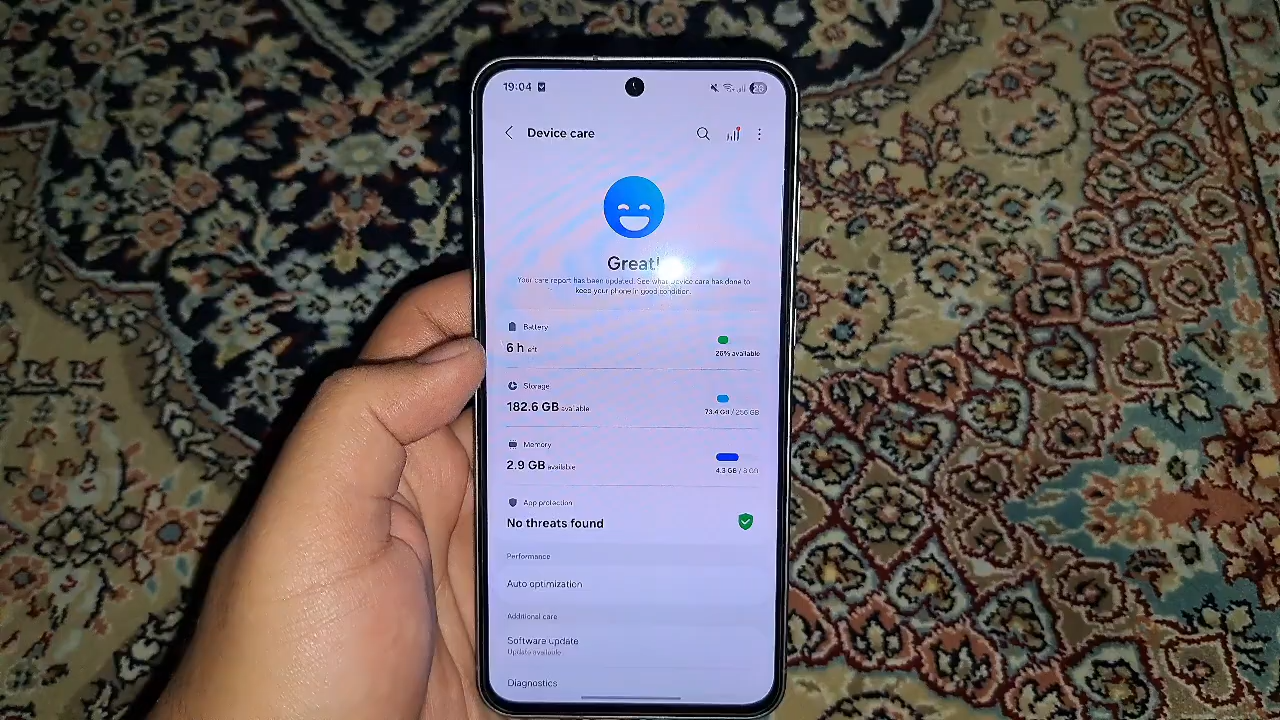 19:04
26
Device care
Great!
Your care report has been updated. See what Device care has done to
keep your phone in good condition.
Battery
6 h left
26% available
Storage
182.6 GB available
73.4 GB / 256 GB
Memory
2.9 GB available
4.3 GB / 8 GB
App protection
No threats found
Performance
Auto optimization
Additional care
Software update
Update available
Diagnostics